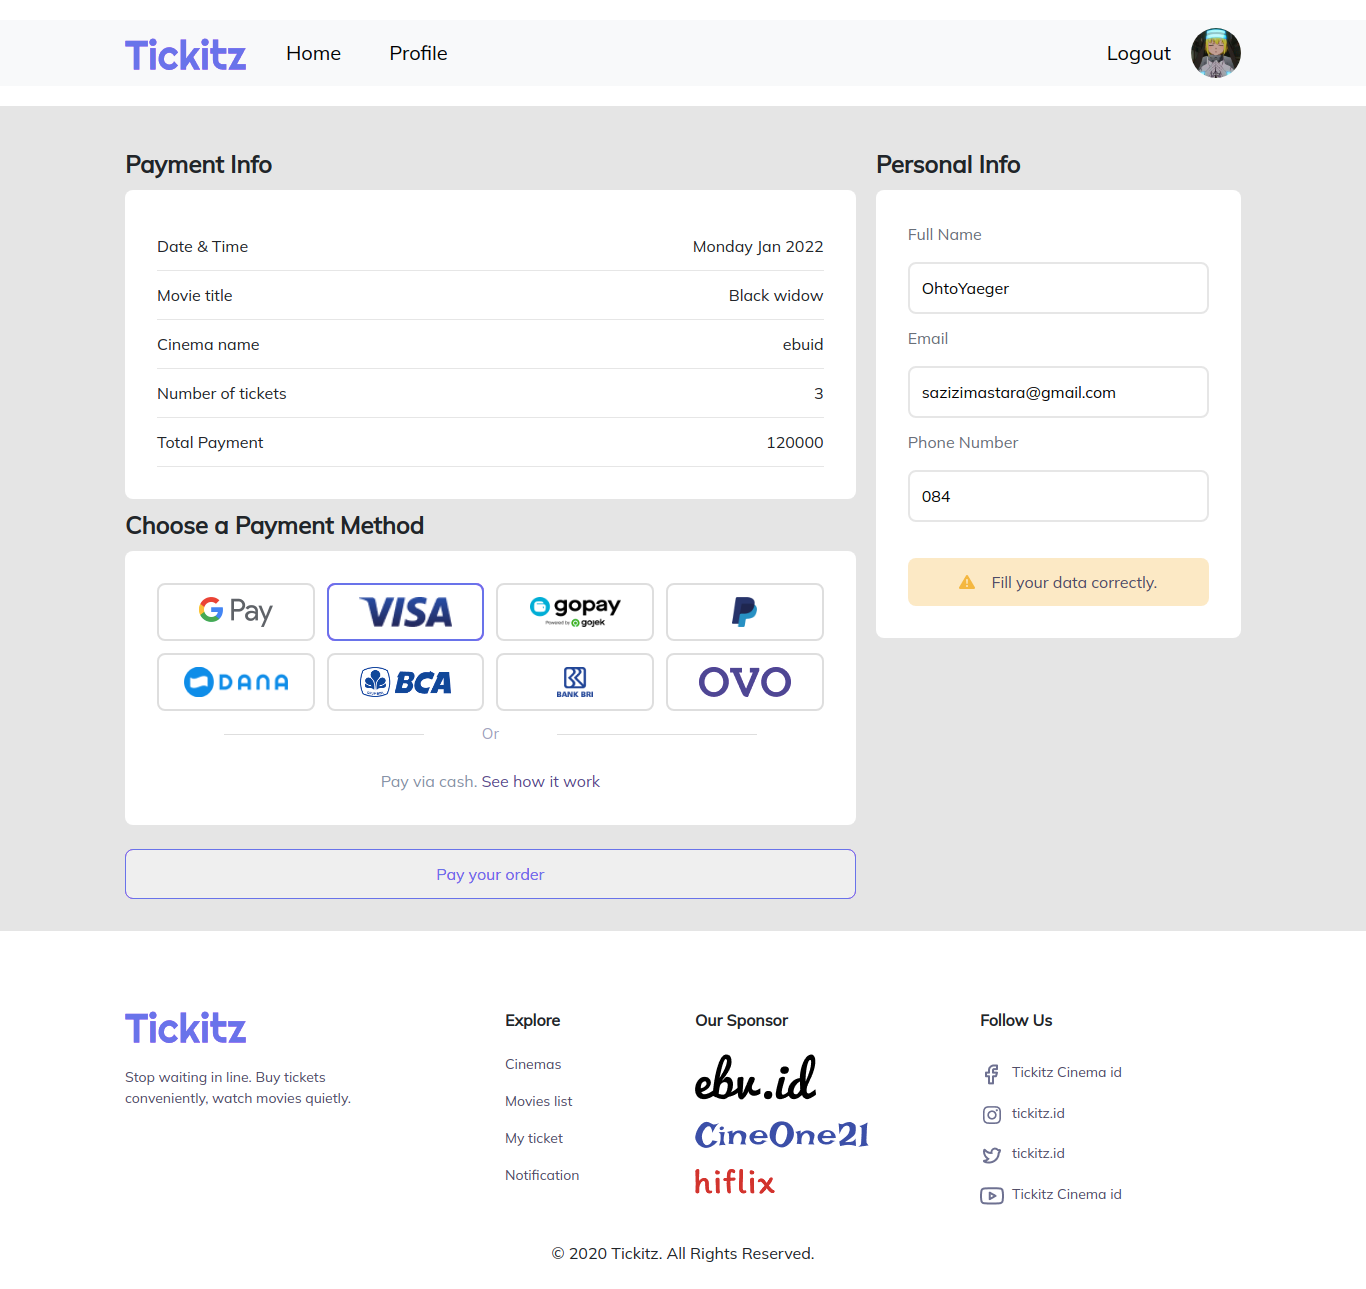 Tickitz
Home
Profile
Logout
Payment Info
Date & Time
Monday Jan 2022
Movie title
Black widow
Cinema name
ebuid
Number of tickets
3
Total Payment
120000
Choose a Payment Method
G Pay
VISA
gopay
Powered by gojek
P
DANA
BCA
BANK BRI
OVO
Or
Pay via cash. See how it work
Pay your order
Personal Info
Full Name
OhtoYaeger
Email
sazizimastara@gmail.com
Phone Number
084
Fill your data correctly.
Tickitz
Stop waiting in line. Buy tickets
conveniently, watch movies quietly.
Explore
Cinemas
Movies list
My ticket
Notification
Our Sponsor
ebv.id
CineOne21
hiflix
Follow Us
Tickitz Cinema id
tickitz.id
tickitz.id
Tickitz Cinema id
© 2020 Tickitz. All Rights Reserved.